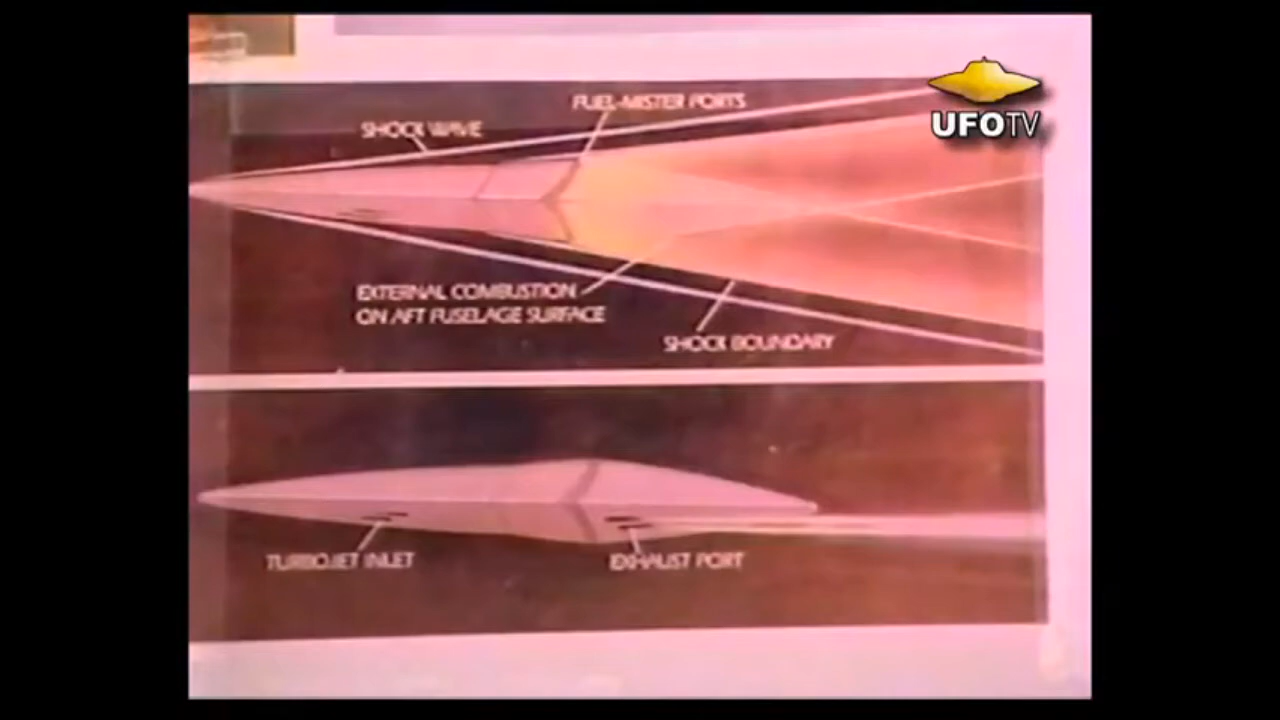 FUEL-MISTER PORTS
SHOCK WAVE
UFOTV
EXTERNAL COMBUSTION
ON AFT FUSELAGE SURFACE
SHOCK BOUNDARY
TURBOJET INLET
EXHAUST PORT